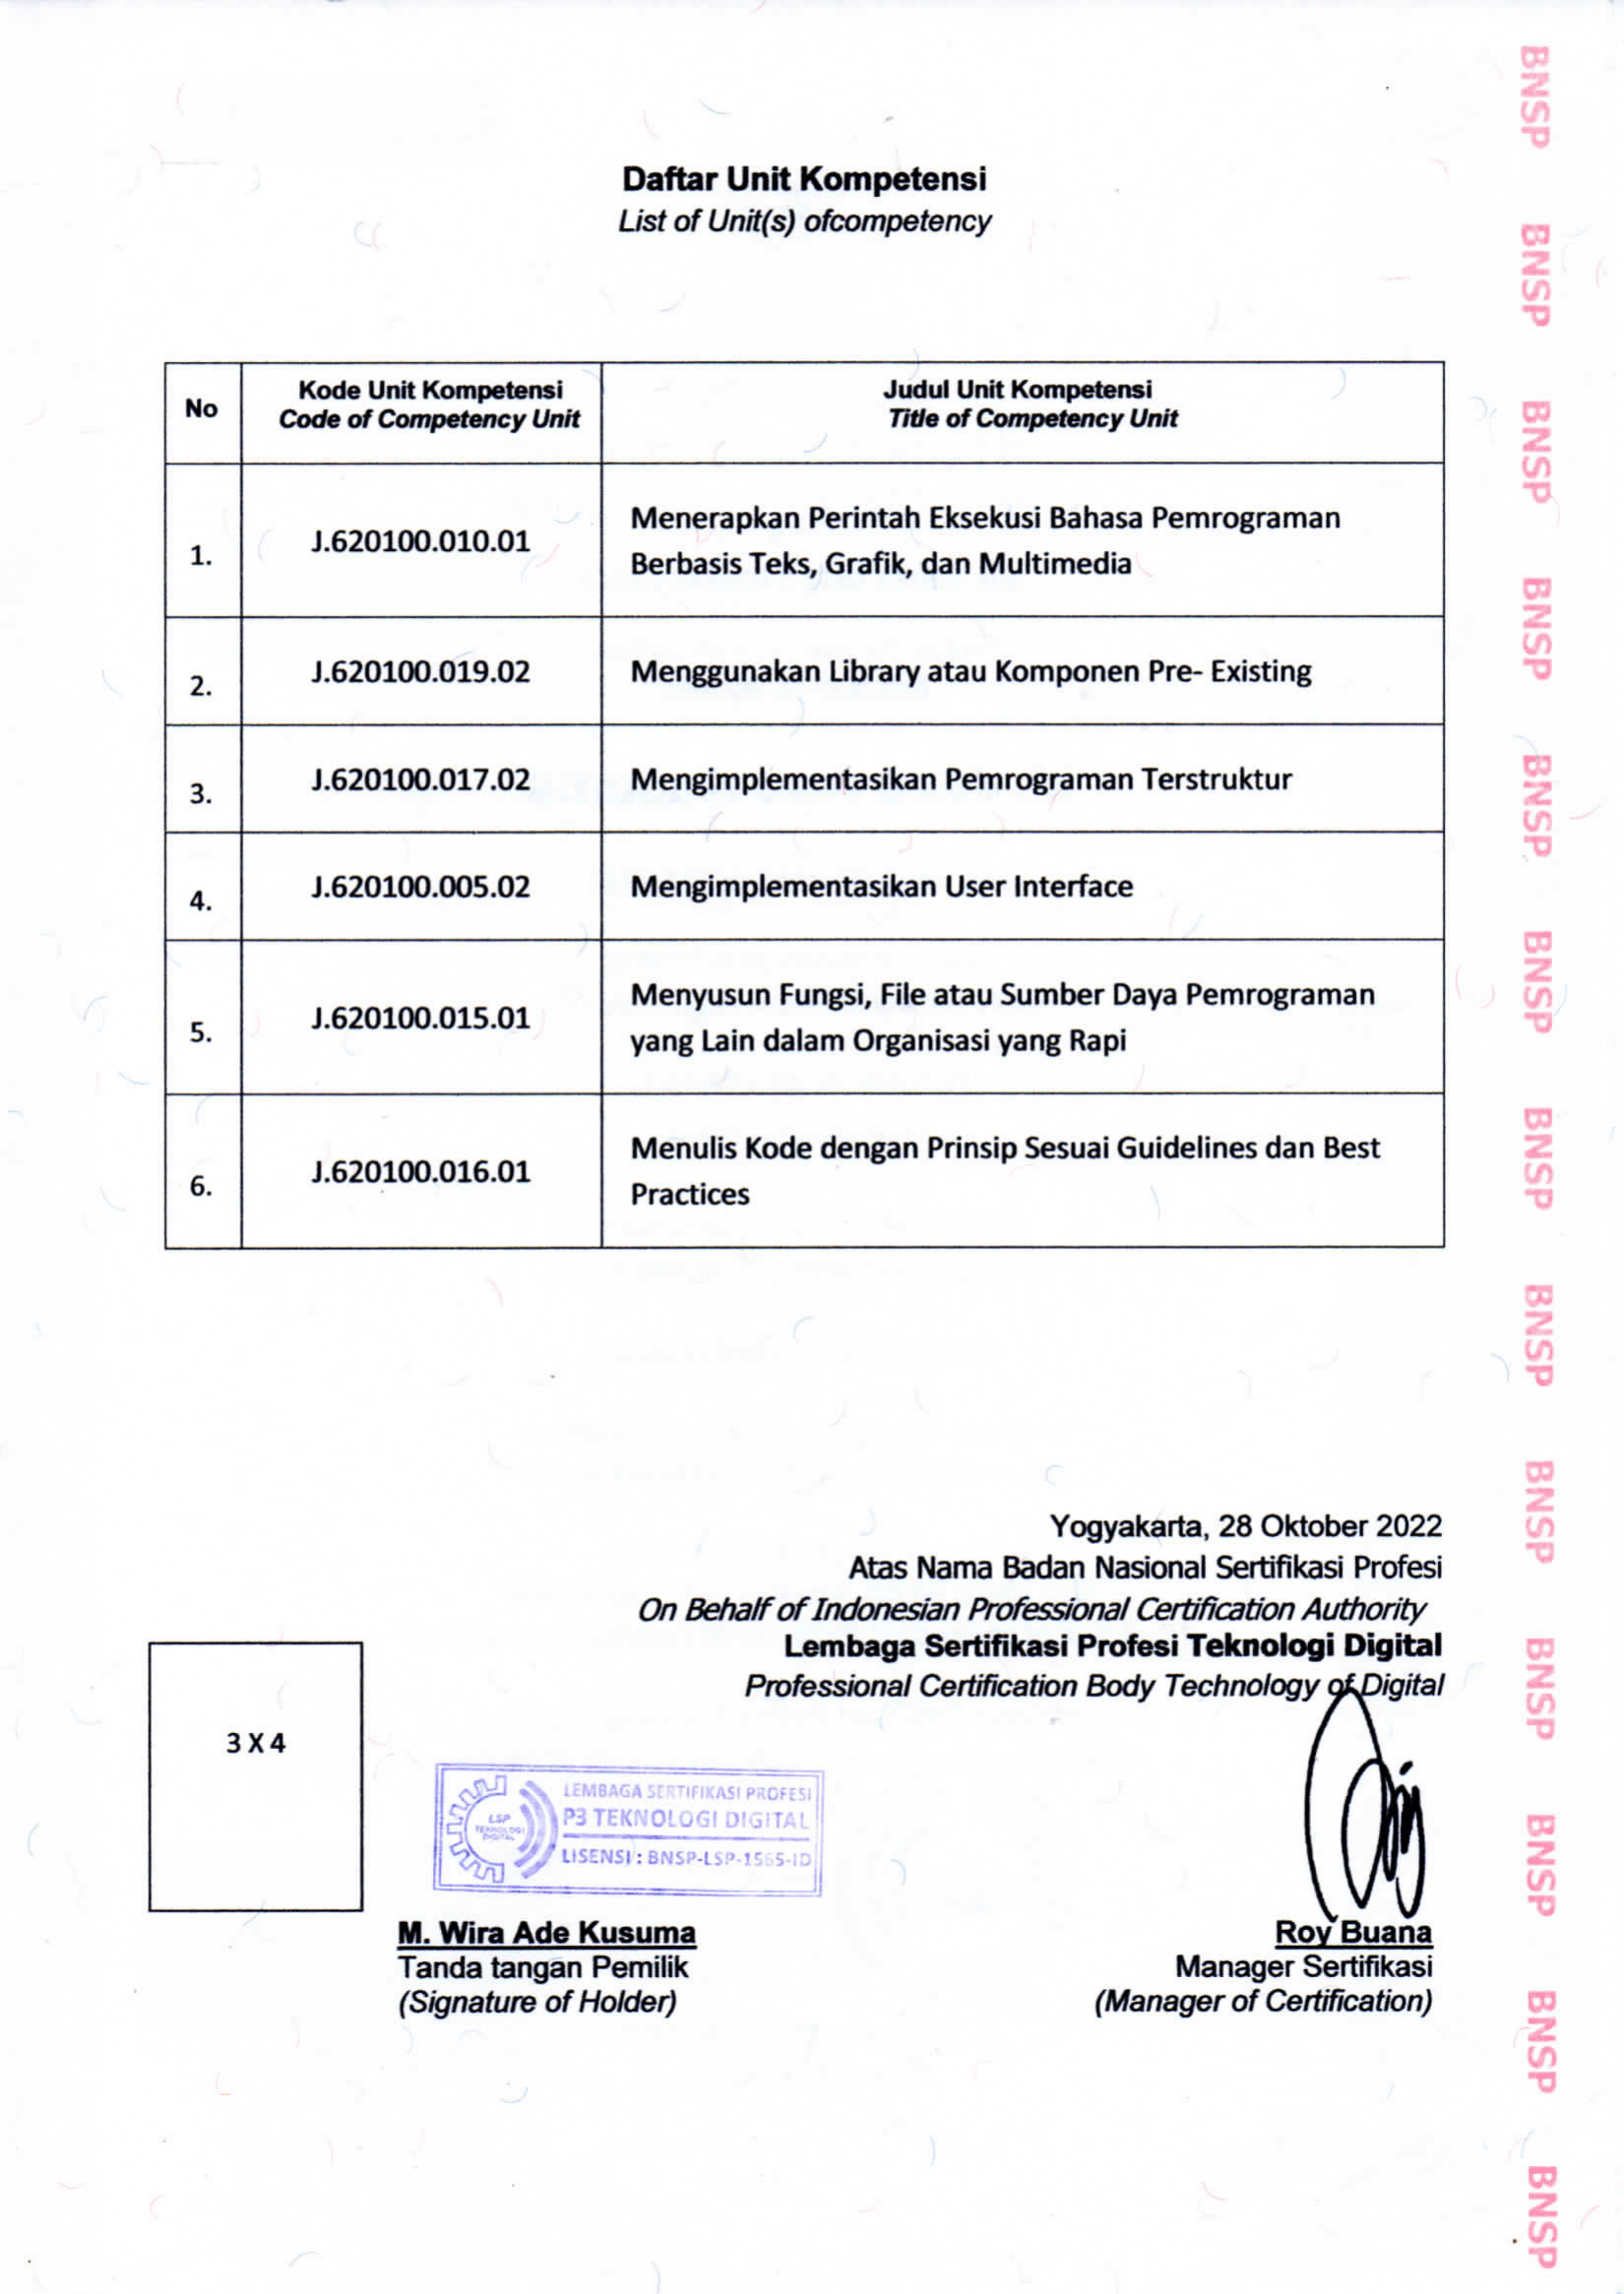 Daftar Unit Kompetensi
List of Unit(s) ofcompetency
No
Kode Unit Kompetensi
Code of Competency Unit
Judul Unit Kompetensi
Title of Competency Unit
1.
J.620100.010.01
Menerapkan Perintah Eksekusi Bahasa Pemrograman
Berbasis Teks, Grafik, dan Multimedia
2.
J.620100.019.02
Menggunakan Library atau Komponen Pre- Existing
3.
J.620100.017.02
Mengimplementasikan Pemrograman Terstruktur
4.
J.620100.005.02
Mengimplementasikan User Interface
5.
J.620100.015.01
Menyusun Fungsi, File atau Sumber Daya Pemrograman
yang Lain dalam Organisasi yang Rapi
6.
J.620100.016.01
Menulis Kode dengan Prinsip Sesuai Guidelines dan Best
Practices
Yogyakarta, 28 Oktober 2022
Atas Nama Badan Nasional Sertifikasi Profesi
On Behalf of Indonesian Professional Certification Authority
Lembaga Sertifikasi Profesi Teknologi Digital
Professional Certification Body Technology of Digital
3 X 4
LSP
TEKNOLOGI
DIGITAL
LEMBAGA SERTIFIKASI PROFESI
P3 TEKNOLOGI DIGITAL
LISENSI : BNSP-LSP-1565-ID
M. Wira Ade Kusuma
Tanda tangan Pemilik
(Signature of Holder)
Roy Buana
Manager Sertifikasi
(Manager of Certification)
BNSP
BNSP
BNSP
BNSP
BNSP
BNSP
BNSP
BNSP
BNSP
BNSP
BNSP
BNSP
BNSP